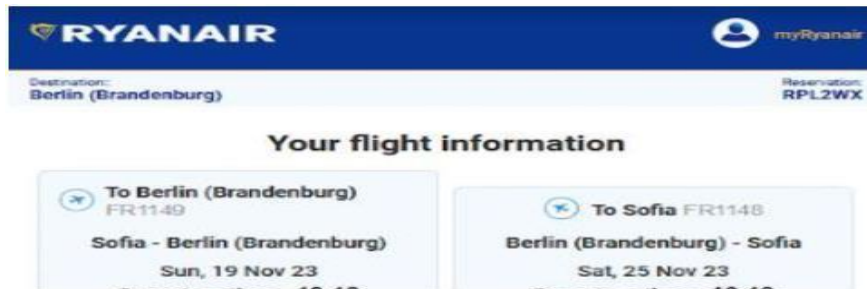 RYANAIR
myRyanair
Destination:
Berlin (Brandenburg)
Reservation:
RPL2WX
Your flight information
To Berlin (Brandenburg)
FR1149
Sofia - Berlin (Brandenburg)
Sun, 19 Nov 23
To Sofia FR1148
Berlin (Brandenburg) - Sofia
Sat, 25 Nov 23